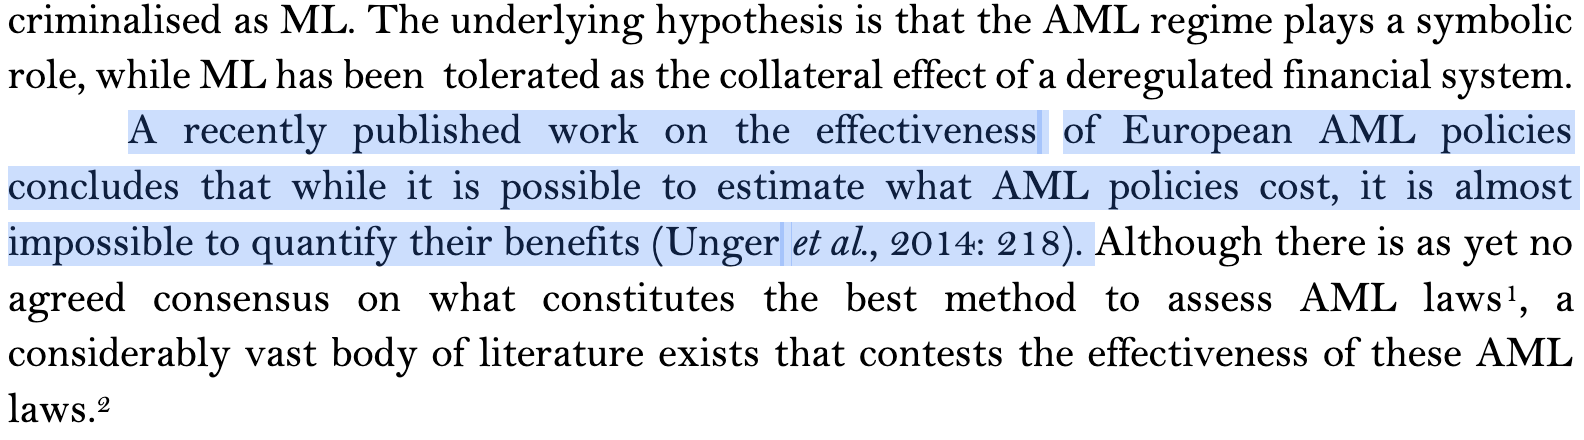 criminalised as ML. The underlying hypothesis is that the AML regime plays a symbolic
role, while ML has been tolerated as the collateral effect of a deregulated financial system.
A recently published work on the effectiveness of European AML policies
concludes that while it is possible to estimate what AML policies cost, it is almost
impossible to quantify their benefits (Unger et al., 2014: 218). Although there is as yet no
agreed consensus on what constitutes the best method to assess AML laws¹, a
considerably vast body of literature exists that contests the effectiveness of these AML
laws.²